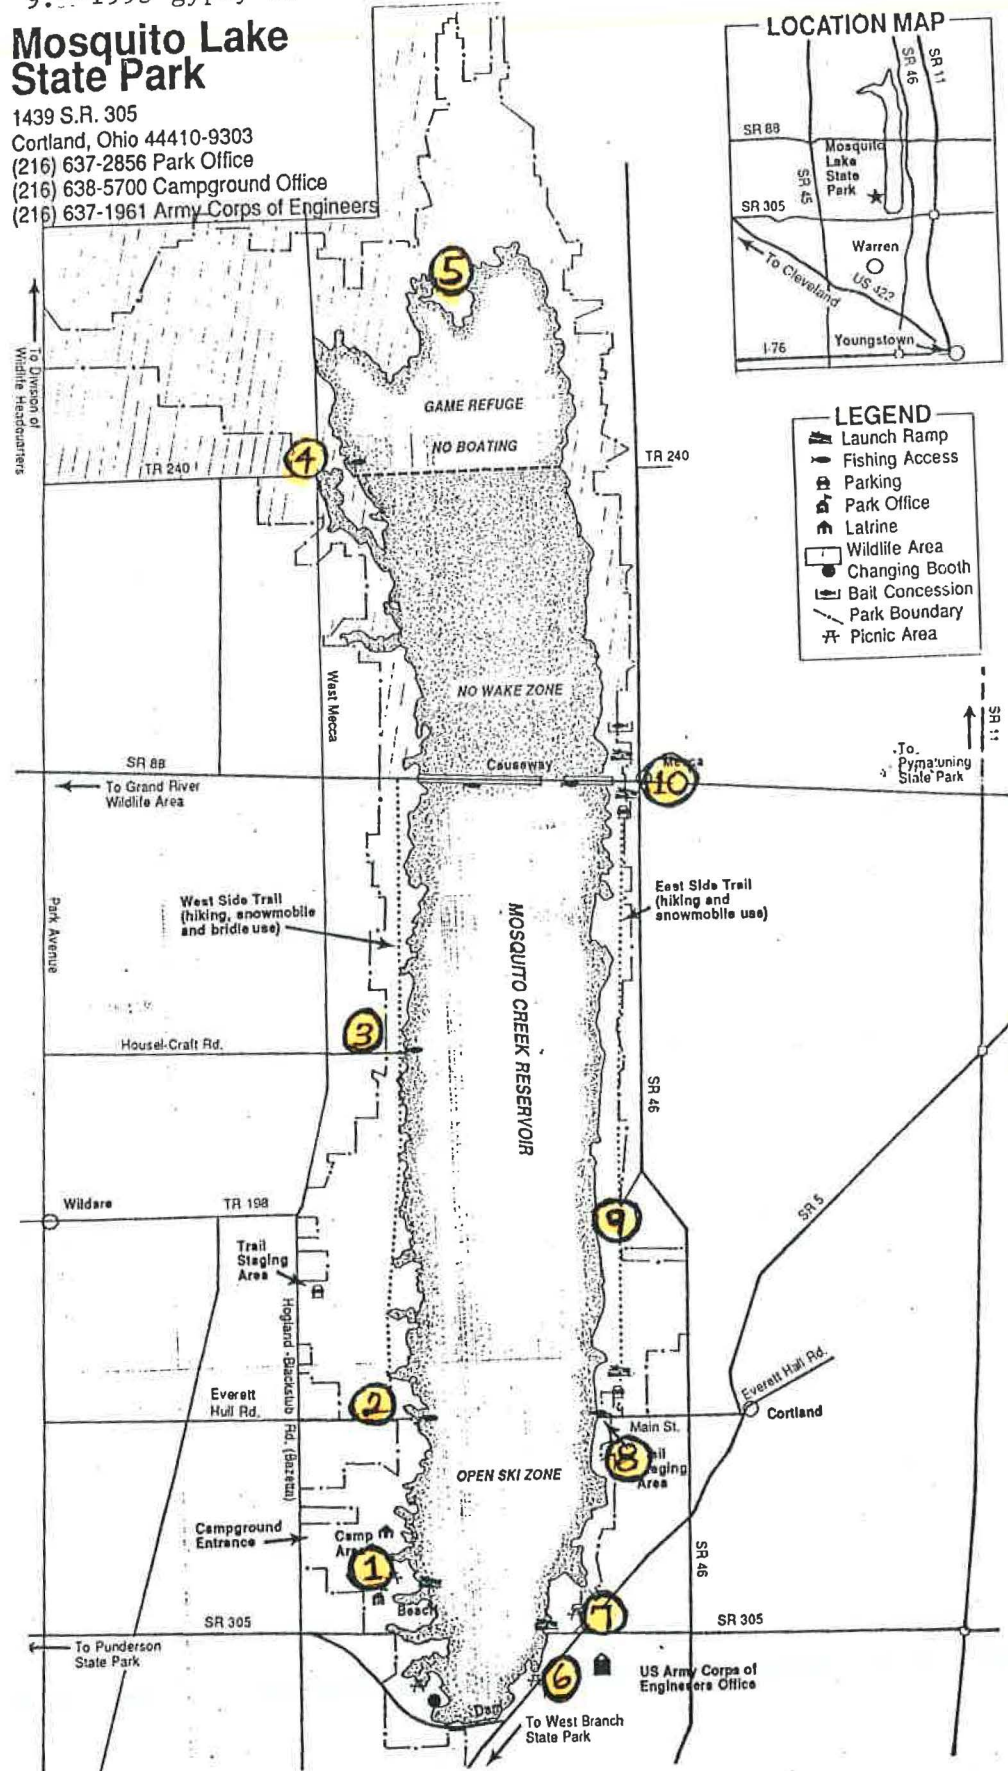 Mosquito Lake
State Park
1439 S.R. 305
Cortland, Ohio 44410-9303
(216) 637-2856 Park Office
(216) 638-5700 Campground Office
(216) 637-1961 Army Corps of Engineers
LOCATION MAP
SR 46
SR 11
SR 88
Mosquito
Lake
State
Park
SR 45
SR 305
Warren
To Cleveland
US 422
Youngstown
I-76
5
To Division of
Wildlife Headquarters
GAME REFUGE
NO BOATING
LEGEND
Launch Ramp
Fishing Access
Parking
Park Office
Latrine
Wildlife Area
Changing Booth
Bait Concession
Park Boundary
Picnic Area
TR 240
4
TR 240
West Mecca
NO WAKE ZONE
SR 11
SR 88
Causeway
Mecca
10
To
Pymatuning
State Park
To Grand River
Wildlife Area
Park Avenue
West Side Trail
(hiking, snowmobile
and bridle use)
East Side Trail
(hiking and
snowmobile use)
MOSQUITO CREEK RESERVOIR
3
Housel-Craft Rd.
SR 46
Wildare
TR 198
9
SR 5
Trail
Staging
Area
Hogland-Backstub Rd. (Bazetta)
Everett
Hull Rd.
2
Everett Hall Rd.
Cortland
Main St.
8
Area
OPEN SKI ZONE
Campground
Entrance
Camp
1
SR 46
Beach
SR 305
7
SR 305
To Punderson
State Park
6
US Army Corps of
Engineers Office
Dam
To West Branch
State Park